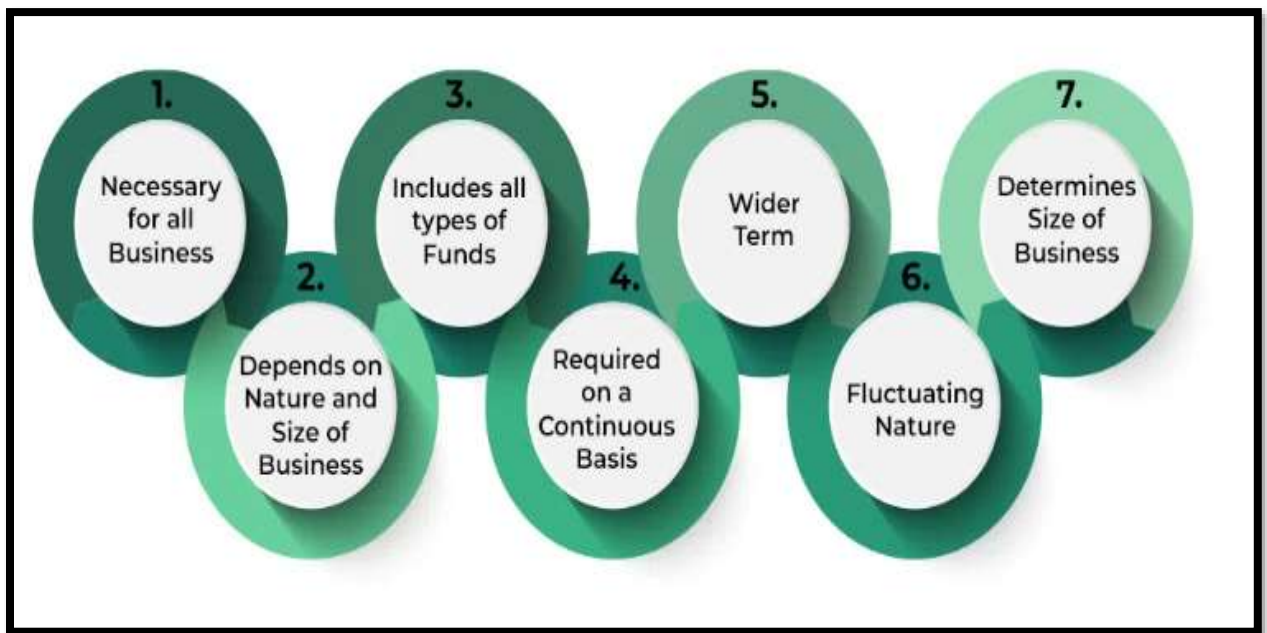 1.
Necessary
for all
Business
2.
Depends on
Nature and
Size of
Business
3.
Includes all
types of
Funds
4.
Required
on a
Continuous
Basis
5.
Wider
Term
6.
Fluctuating
Nature
7.
Determines
Size of
Business